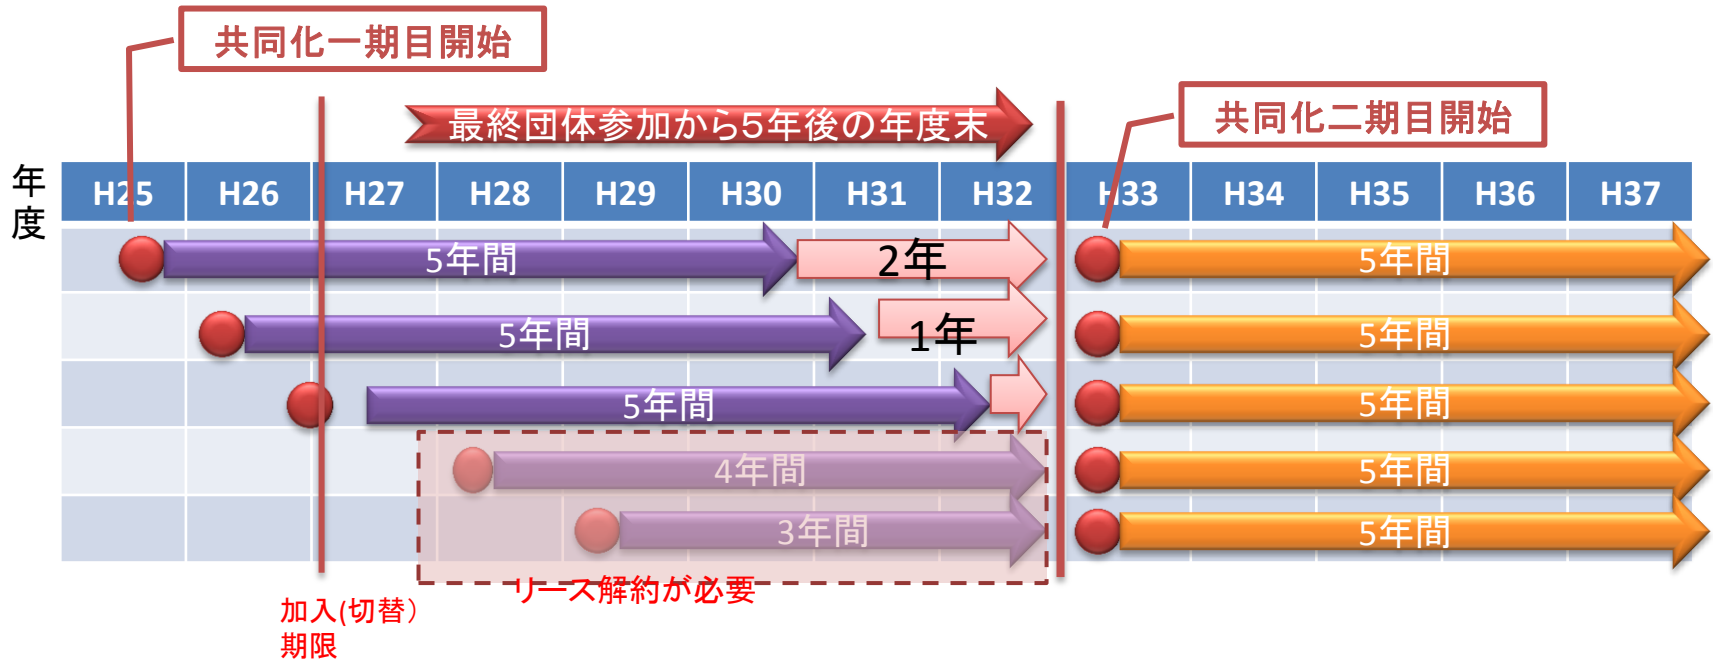 共同化一期目開始
最終団体参加から5年後の年度末
共同化二期目開始
年度
H25 H26 H27 H28 H29 H30 H31 H32 H33 H34 H35 H36 H37
5年間 2年 5年間
5年間 1年 5年間
5年間 5年間
4年間 5年間
3年間 5年間
リース解約が必要
加入(切替)
期限